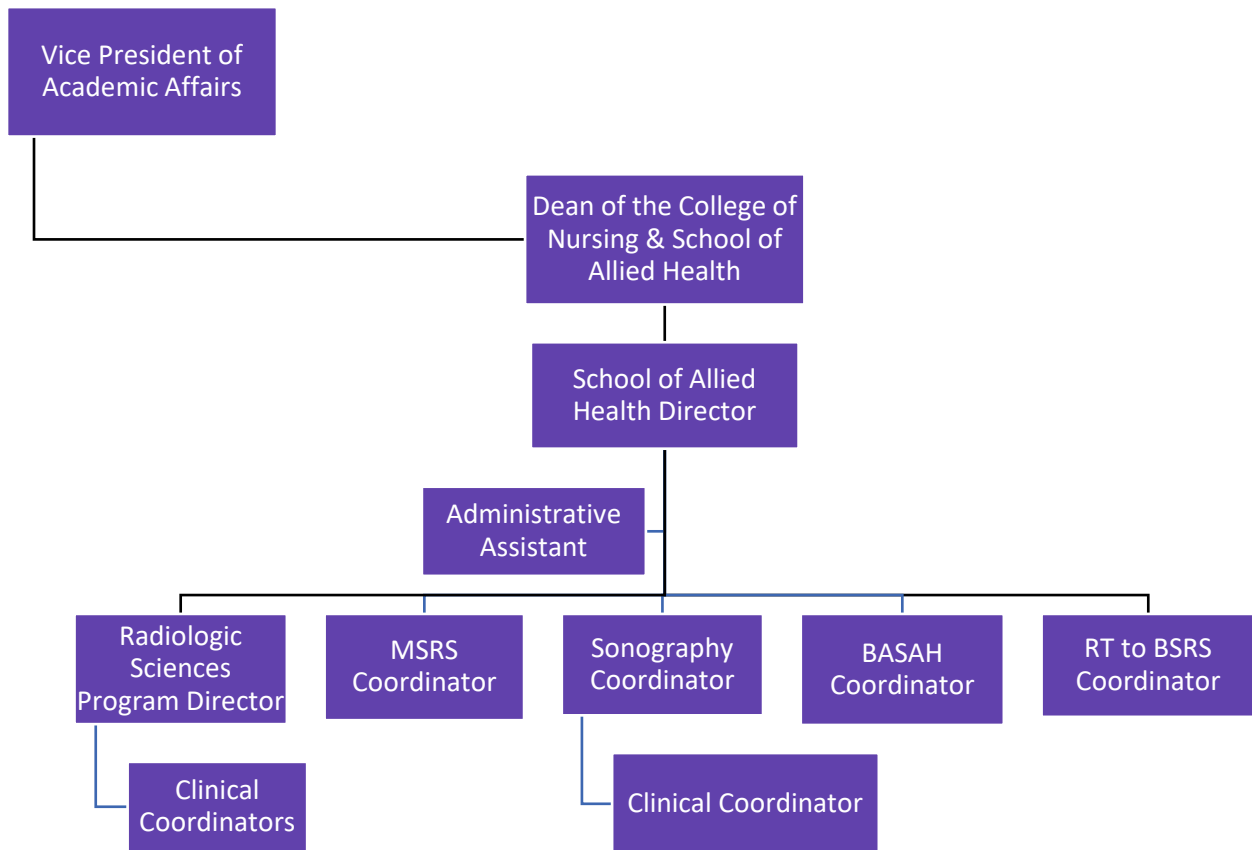 Vice President of
Academic Affairs
Dean of the College of
Nursing & School of
Allied Health
School of Allied
Health Director
Administrative
Assistant
Radiologic
Sciences
Program Director
MSRS
Coordinator
Sonography
Coordinator
BASAH
Coordinator
RT to BSRS
Coordinator
Clinical
Coordinators
Clinical Coordinator